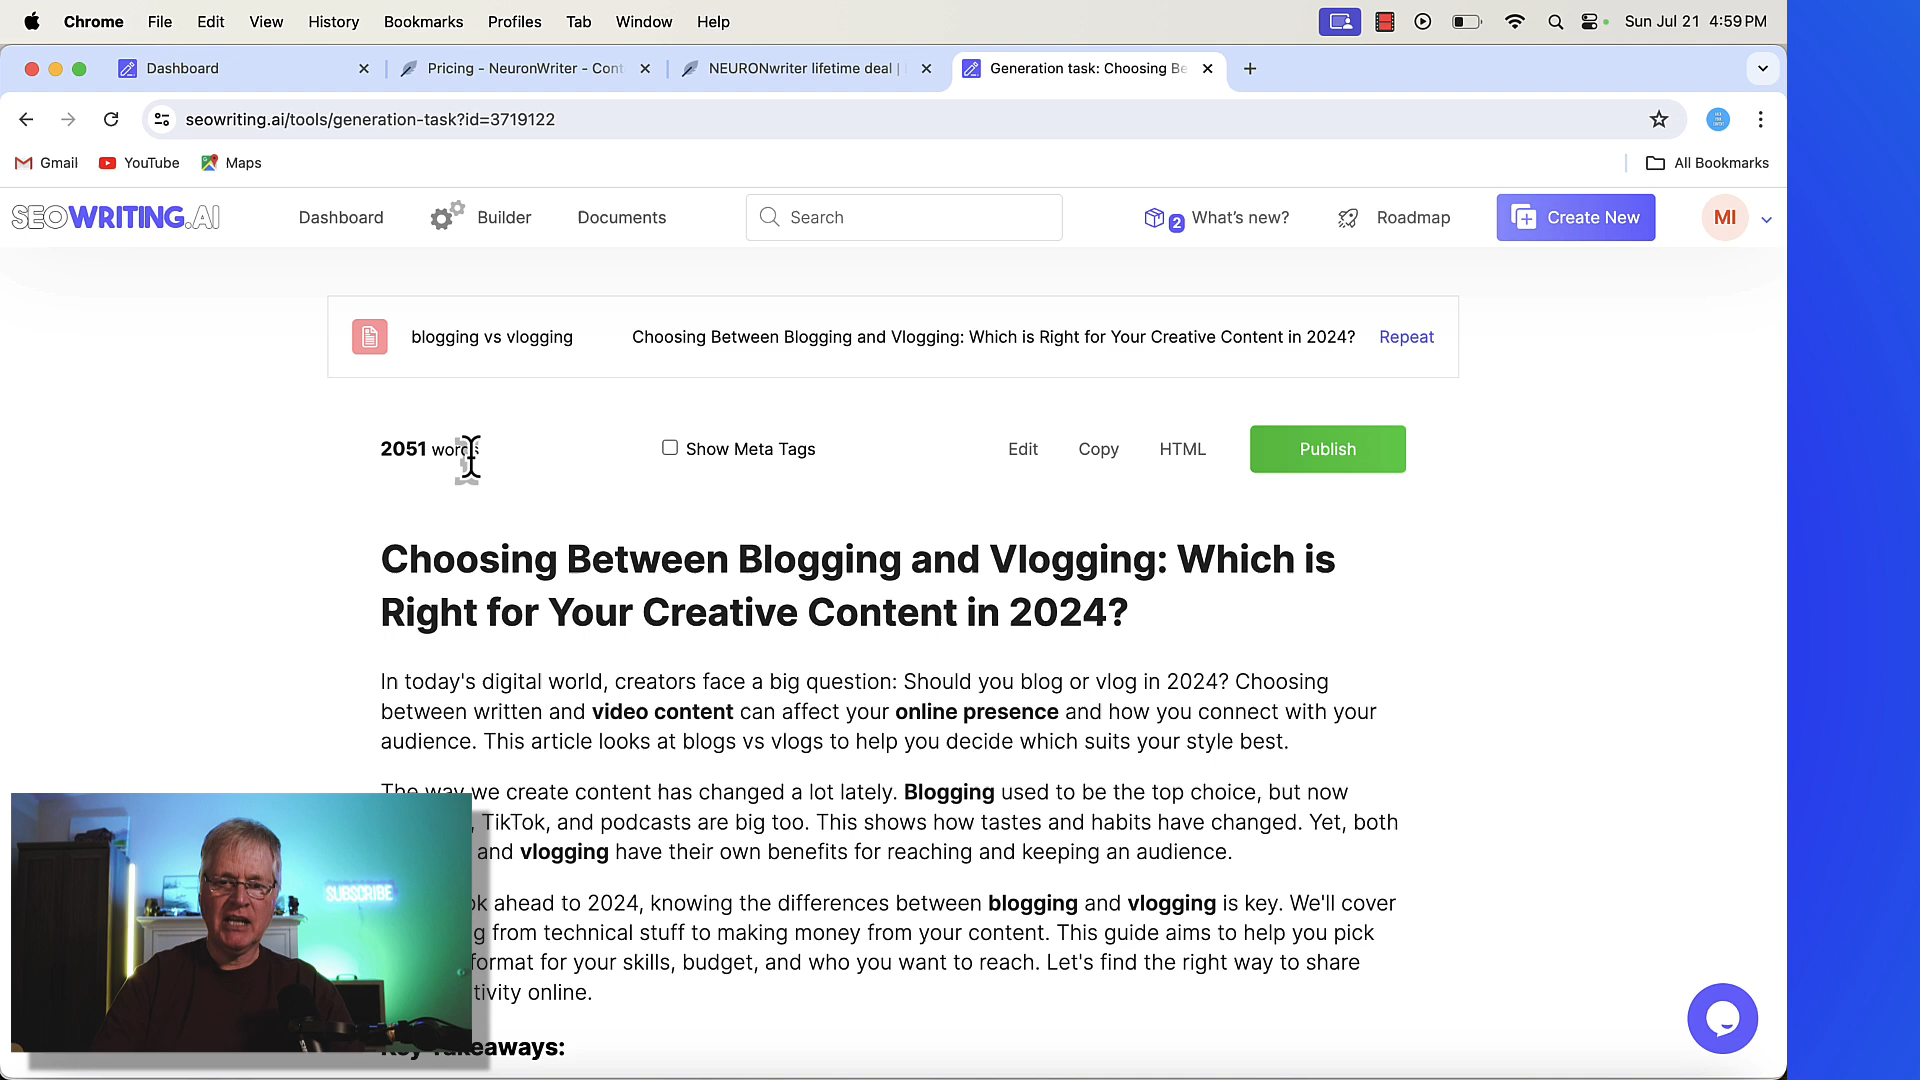 Chrome File Edit View History Bookmarks Profiles Tab Window Help Sun Jul 21 4:59 PM
Dashboard Pricing - NeuronWriter - Cont NEURONwriter lifetime deal | Generation task: Choosing Be
seowriting.ai/tools/generation-task?id=3719122
Gmail YouTube Maps All Bookmarks
SEOWRITING.AI Dashboard Builder Documents Search 2 What's new? Roadmap Create New MI
blogging vs vlogging Choosing Between Blogging and Vlogging: Which is Right for Your Creative Content in 2024? Repeat
2051 words Show Meta Tags Edit Copy HTML Publish
Choosing Between Blogging and Vlogging: Which is
Right for Your Creative Content in 2024?
In today's digital world, creators face a big question: Should you blog or vlog in 2024? Choosing
between written and video content can affect your online presence and how you connect with your
audience. This article looks at blogs vs vlogs to help you decide which suits your style best.
The way we create content has changed a lot lately. Blogging used to be the top choice, but now
, TikTok, and podcasts are big too. This shows how tastes and habits have changed. Yet, both
and vlogging have their own benefits for reaching and keeping an audience.
ahead to 2024, knowing the differences between blogging and vlogging is key. We'll cover
from technical stuff to making money from your content. This guide aims to help you pick
format for your skills, budget, and who you want to reach. Let's find the right way to share
online.
Key Takeaways:
SUBSCRIBE